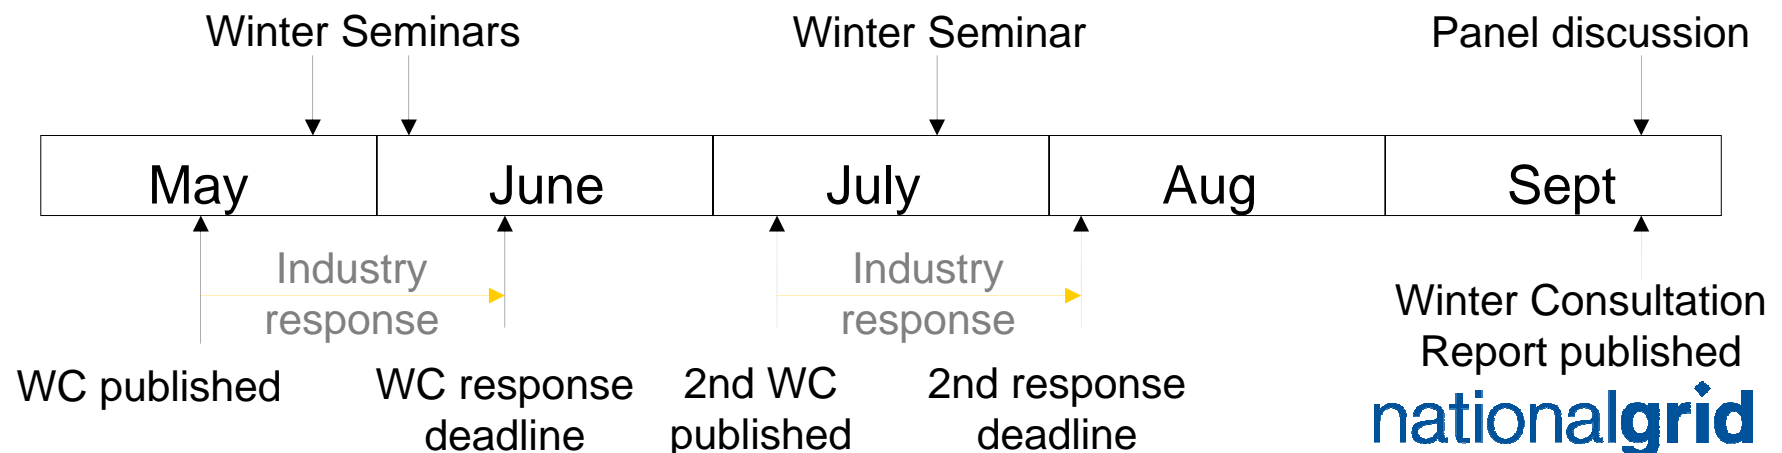 Winter Seminars
Winter Seminar
Panel discussion
May
June
July
Aug
Sept
Industry
response
Industry
response
WC published
WC response
deadline
2nd WC
published
2nd response
deadline
Winter Consultation
Report published
nationalgrid